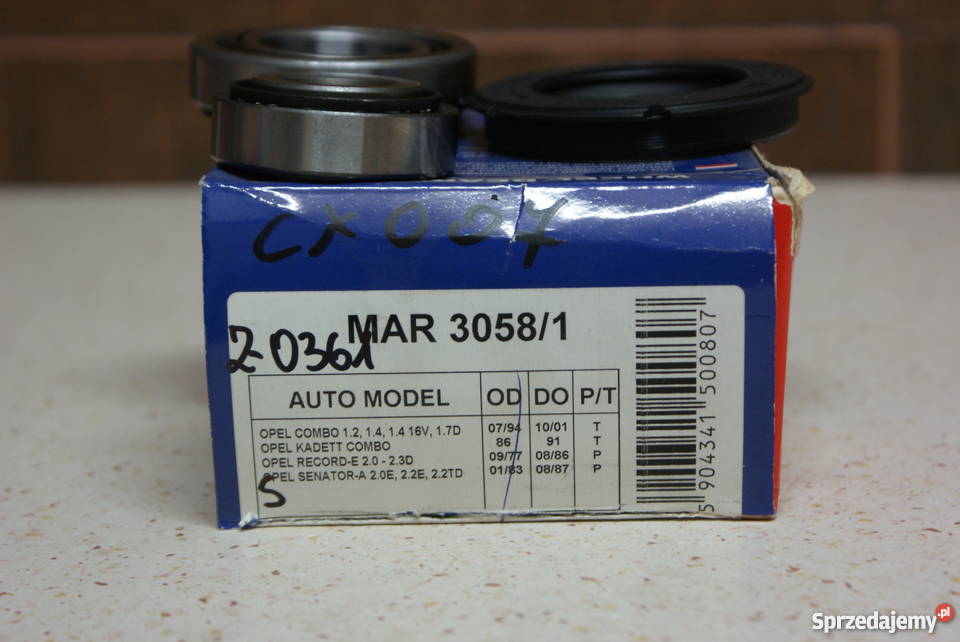 CX007
MAR 3058/1
20361
AUTO MODEL OD DO P/T
OPEL COMBO 1.2, 1.4, 1.4 16V, 1.7D 07/94 10/01 T
OPEL KADETT COMBO 86 91 T
OPEL RECORD-E 2.0 - 2.3D 09/77 08/86 P
OPEL SENATOR-A 2.0E, 2.2E, 2.2TD 01/83 08/87 P
5
5 904341 500807
Sprzedajemy.pl